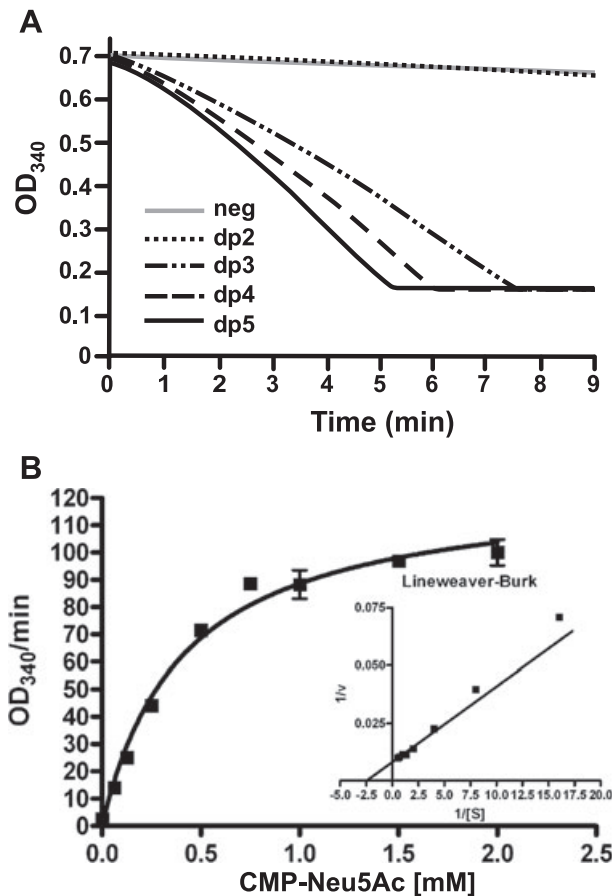 A
OD340
0.7
0.6
0.5
0.4
0.3
0.2
0.1
0
neg
dp2
dp3
dp4
dp5
0 1 2 3 4 5 6 7 8 9
Time (min)
B
OD340/min
120
110
100
90
80
70
60
50
40
30
20
10
0
0.0 0.5 1.0 1.5 2.0 2.5
CMP-Neu5Ac [mM]
Lineweaver-Burk
1/v
0.075
0.050
0.025
-5.0 -2.5 0.0 2.5 5.0 7.5 10.0 12.5 15.0 17.5 20.0
1/[S]